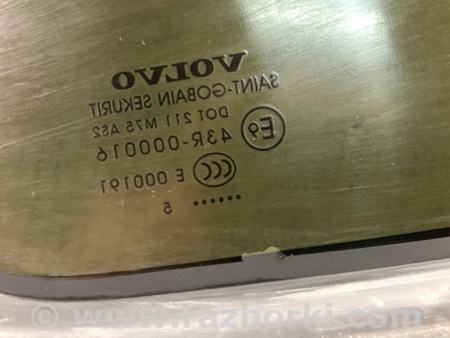 VOLVO
SAINT-GOBAIN SEKURIT
DOT 211 M75 AS2
43R-000016 E9
E 000191 CCC
...... 5
© www.razborki.com